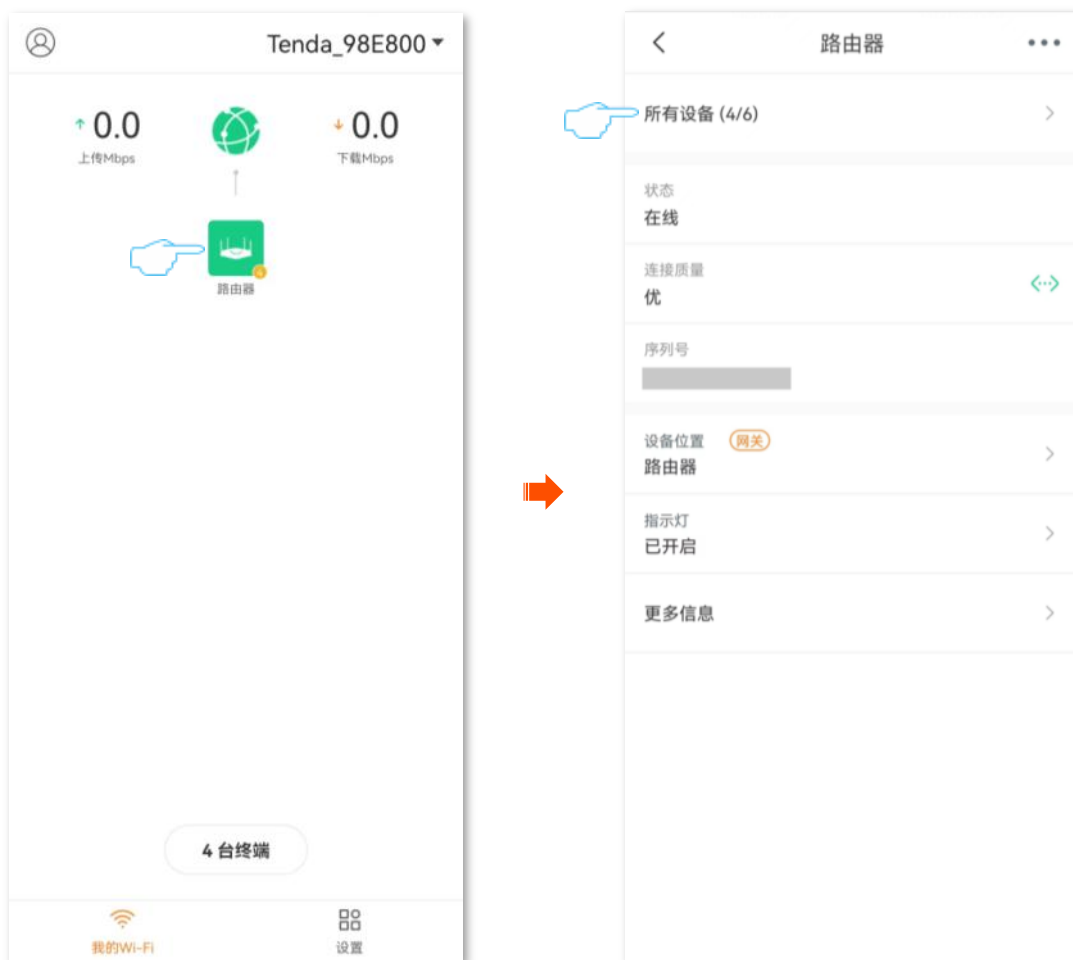 Tenda_98E800
↑ 0.0
上传Mbps
↓ 0.0
下载Mbps
4
路由器
4 台终端
我的Wi-Fi
设置
路由器
所有设备 (4/6)
状态
在线
连接质量
优
序列号
设备位置 网关
路由器
指示灯
已开启
更多信息